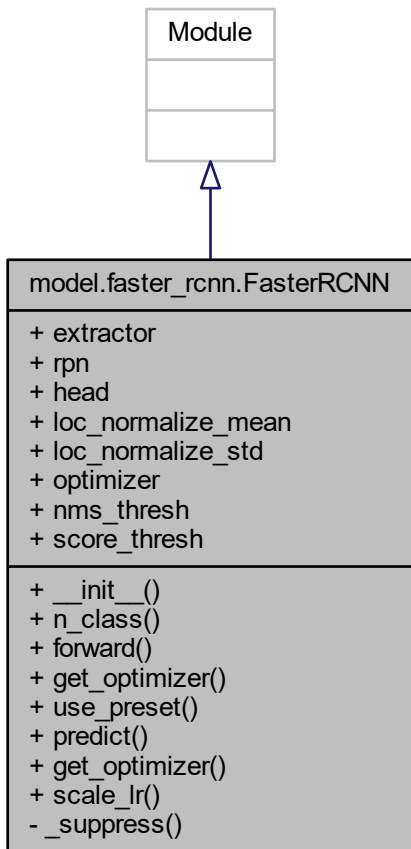 Module
model.faster_rcnn.FasterRCNN
+ extractor
+ rpn
+ head
+ loc_normalize_mean
+ loc_normalize_std
+ optimizer
+ nms_thresh
+ score_thresh
+ __init__()
+ n_class()
+ forward()
+ get_optimizer()
+ use_preset()
+ predict()
+ get_optimizer()
+ scale_lr()
- _suppress()